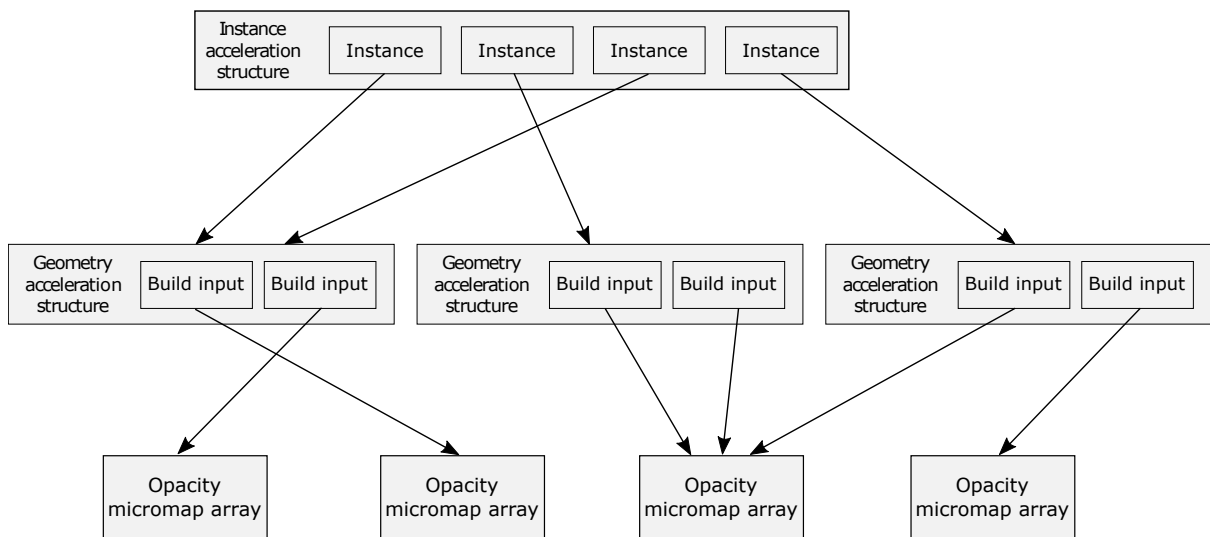 Instance
acceleration
structure
Instance
Instance
Instance
Instance
Geometry
acceleration
structure
Build input
Build input
Geometry
acceleration
structure
Build input
Build input
Geometry
acceleration
structure
Build input
Build input
Opacity
micromap array
Opacity
micromap array
Opacity
micromap array
Opacity
micromap array